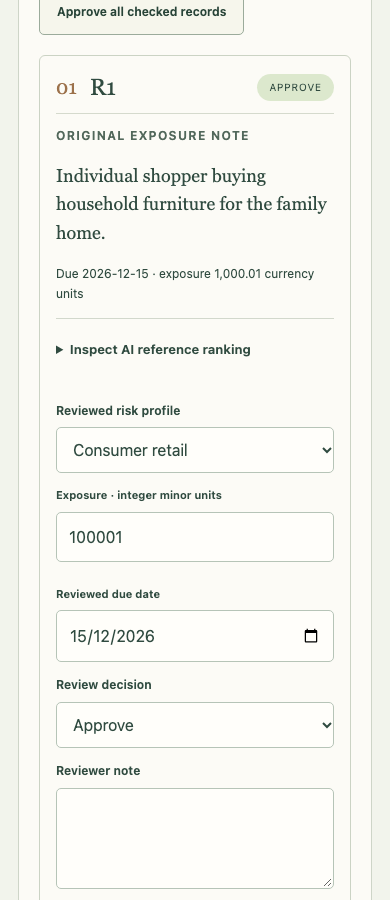 Approve all checked records
01 R1
APPROVE
ORIGINAL EXPOSURE NOTE
Individual shopper buying
household furniture for the family
home.
Due 2026-12-15 · exposure 1,000.01 currency
units
Inspect AI reference ranking
Reviewed risk profile
Consumer retail
Exposure · integer minor units
100001
Reviewed due date
15/12/2026
Review decision
Approve
Reviewer note